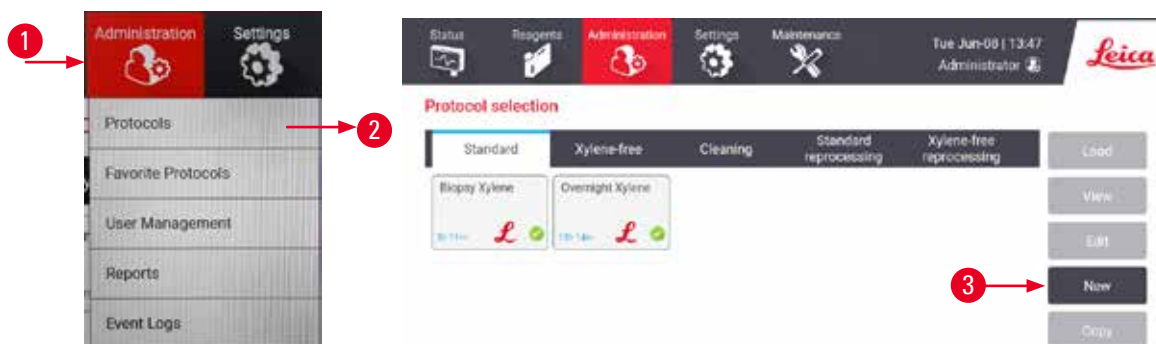 1
Administration
Settings
Protocols
2
Favorite Protocols
User Management
Reports
Event Logs
Status
Reagents
Administration
Settings
Maintenance
Tue Jun-08 | 13:47
Administrator
Leica
Protocol selection
Standard
Xylene-free
Cleaning
Standard
reprocessing
Xylene-free
reprocessing
Load
Biopsy Xylene
Overnight Xylene
View
Edit
3
New
Copy